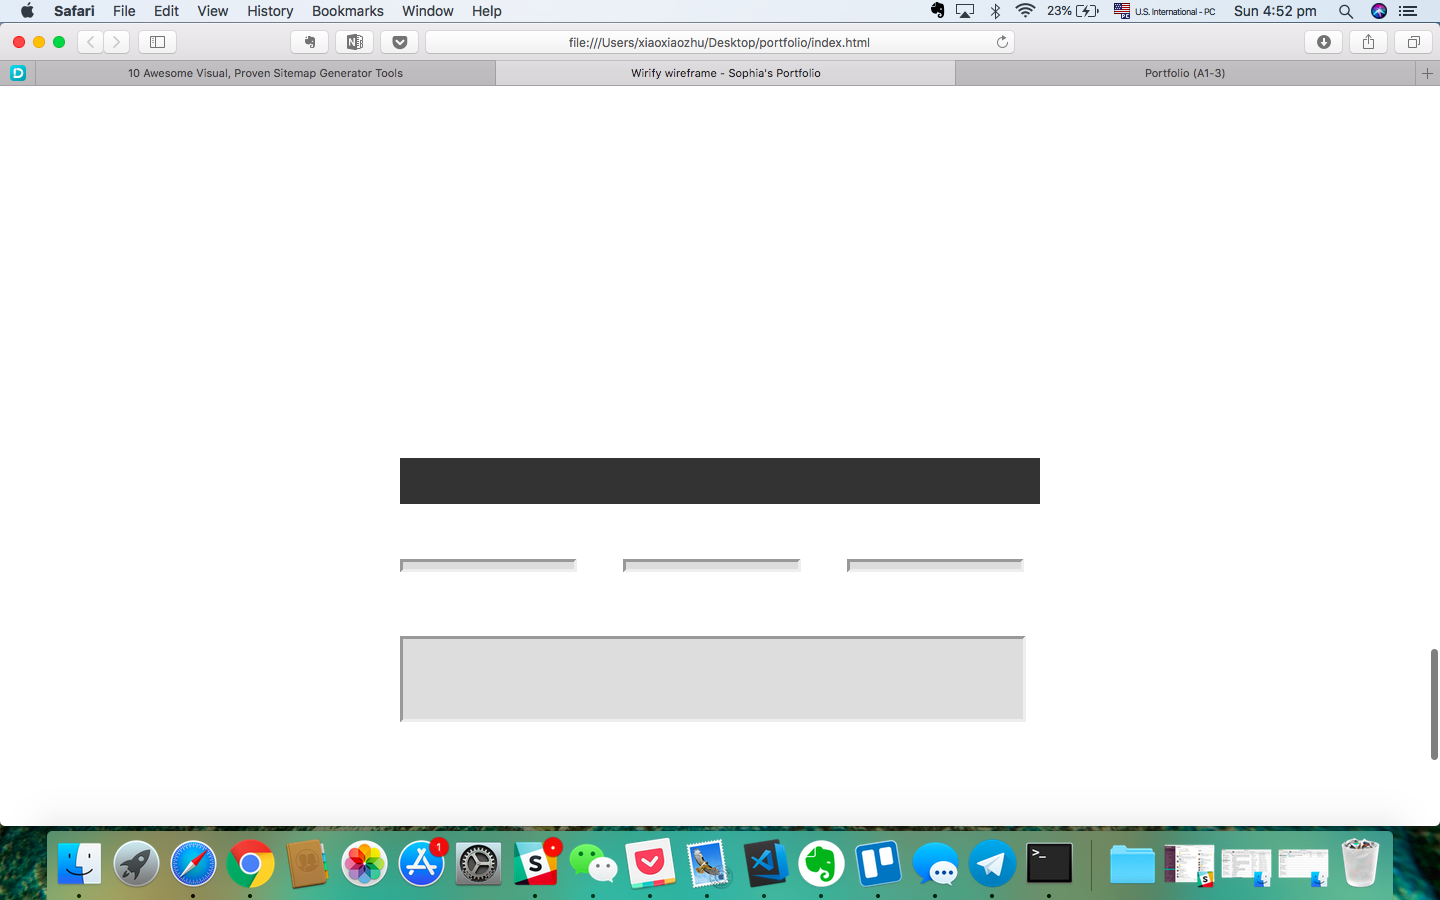 Safari File Edit View History Bookmarks Window Help 23% U.S. International - PC Sun 4:52 pm
file:///Users/xiaoxiaozhu/Desktop/portfolio/index.html
10 Awesome Visual, Proven Sitemap Generator Tools
Wirify wireframe - Sophia's Portfolio
Portfolio (A1-3)
1